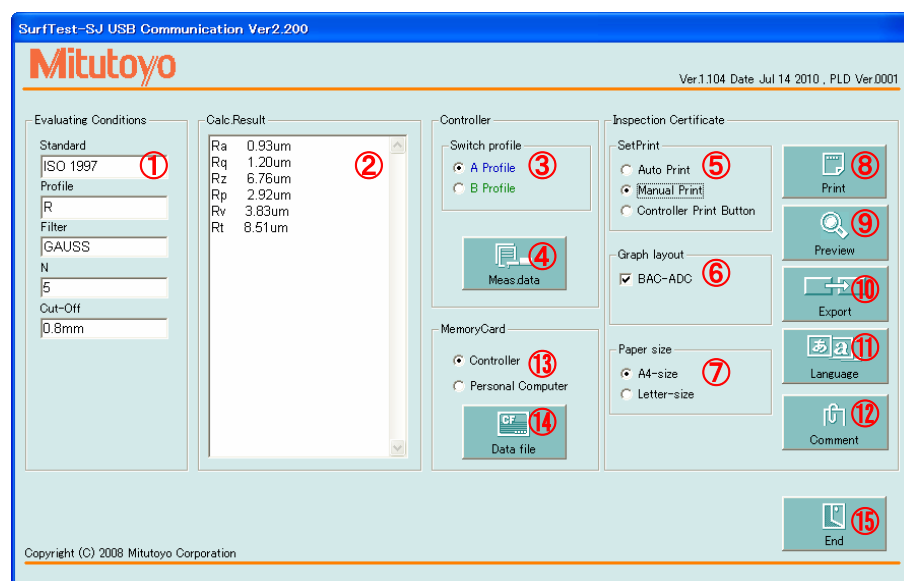 SurfTest-SJ USB Communication Ver2.200
Mitutoyo
Ver.1.104 Date Jul 14 2010 , PLD Ver.0001
Evaluating Conditions
Standard
ISO 1997
①
Profile
R
Filter
GAUSS
N
5
Cut-Off
0.8mm
Calc.Result
②
Ra 0.93um
Rq 1.20um
Rz 6.76um
Rp 2.92um
Rv 3.83um
Rt 8.51um
Controller
Switch profile
A Profile ③
B Profile
④
Meas.data
MemoryCard
Controller ⑬
Personal Computer
CF ⑭
Data file
Inspection Certificate
SetPrint
Auto Print ⑤
Manual Print
Controller Print Button
Graph layout
BAC-ADC ⑥
Paper size
A4-size ⑦
Letter-size
⑧
Print
⑨
Preview
⑩
Export
あ a ⑪
Language
⑫
Comment
⑮
End
Copyright (C) 2008 Mitutoyo Corporation